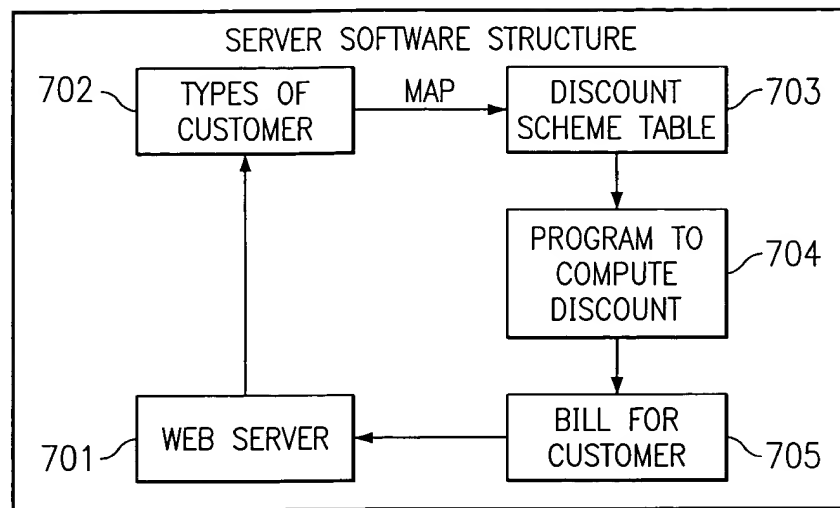 SERVER SOFTWARE STRUCTURE
702
TYPES OF
CUSTOMER
MAP
DISCOUNT
SCHEME TABLE
703
PROGRAM TO
COMPUTE
DISCOUNT
704
701
WEB SERVER
BILL FOR
CUSTOMER
705